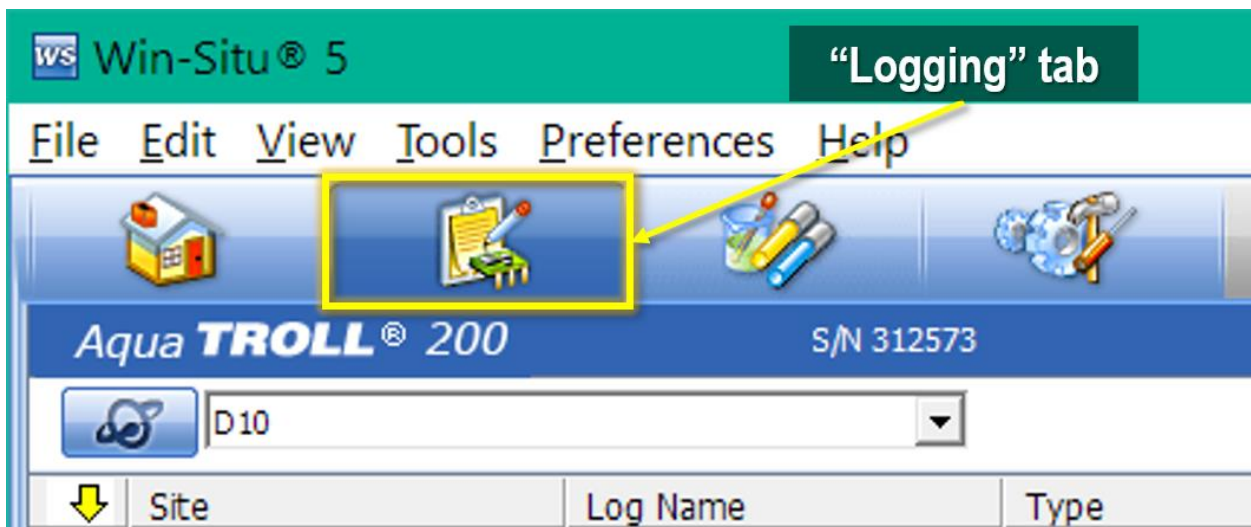 WS Win-Situ® 5
“Logging” tab
File Edit View Tools Preferences Help
Aqua TROLL® 200 S/N 312573
D10
Site Log Name Type